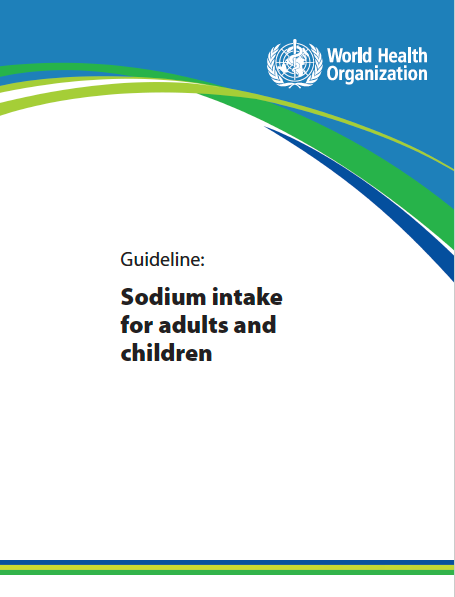 World Health
Organization
Guideline:
Sodium intake
for adults and
children